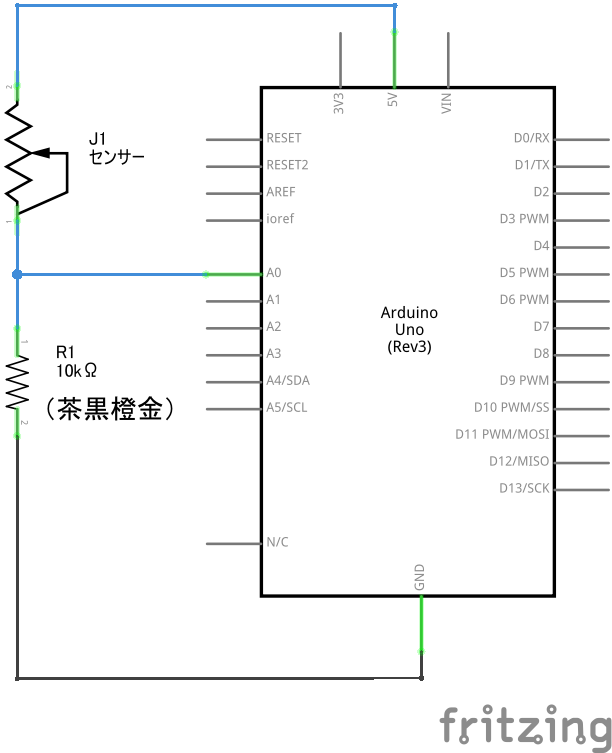 2
3V3
5V
VIN
J1
センサー
1
RESET
RESET2
AREF
ioref
A0
A1
A2
A3
A4/SDA
A5/SCL
N/C
D0/RX
D1/TX
D2
D3 PWM
D4
D5 PWM
D6 PWM
D7
D8
D9 PWM
D10 PWM/SS
D11 PWM/MOSI
D12/MISO
D13/SCK
Arduino
Uno
(Rev3)
1
R1
10kΩ
（茶黒橙金）
2
GND
fritzing